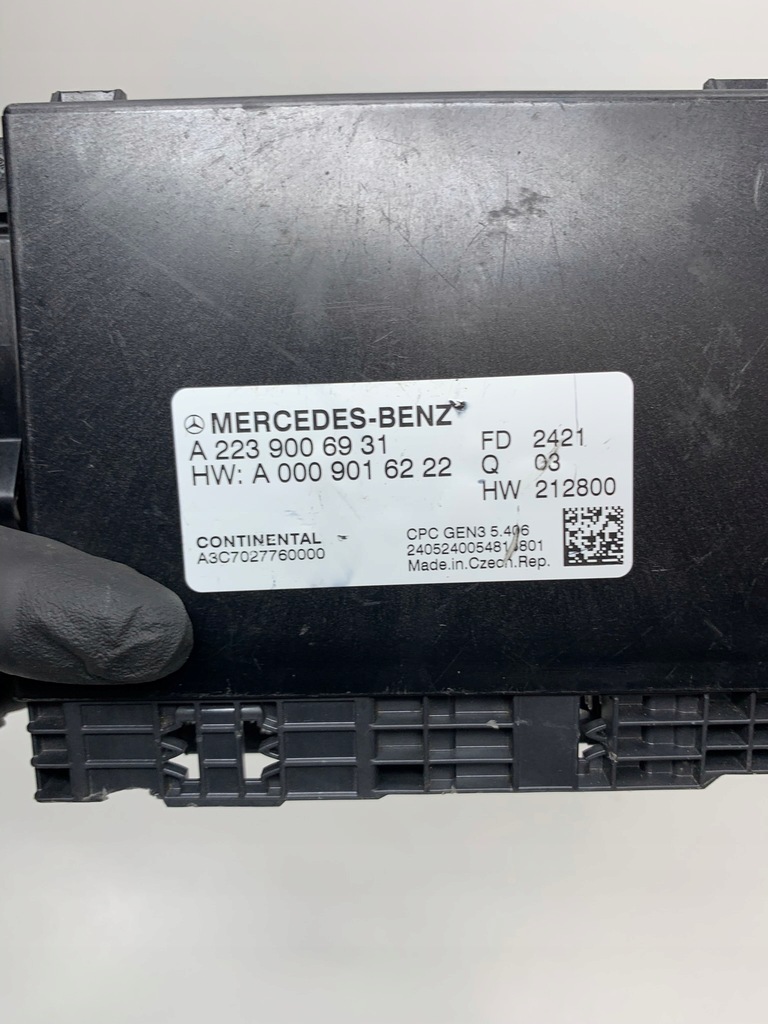 MERCEDES-BENZ
A 223 900 69 31
HW: A 000 901 62 22
FD 2421
Q 03
HW 212800
CONTINENTAL
A3C7027760000
CPC GEN3 5.406
Made.in.Czech.Rep.